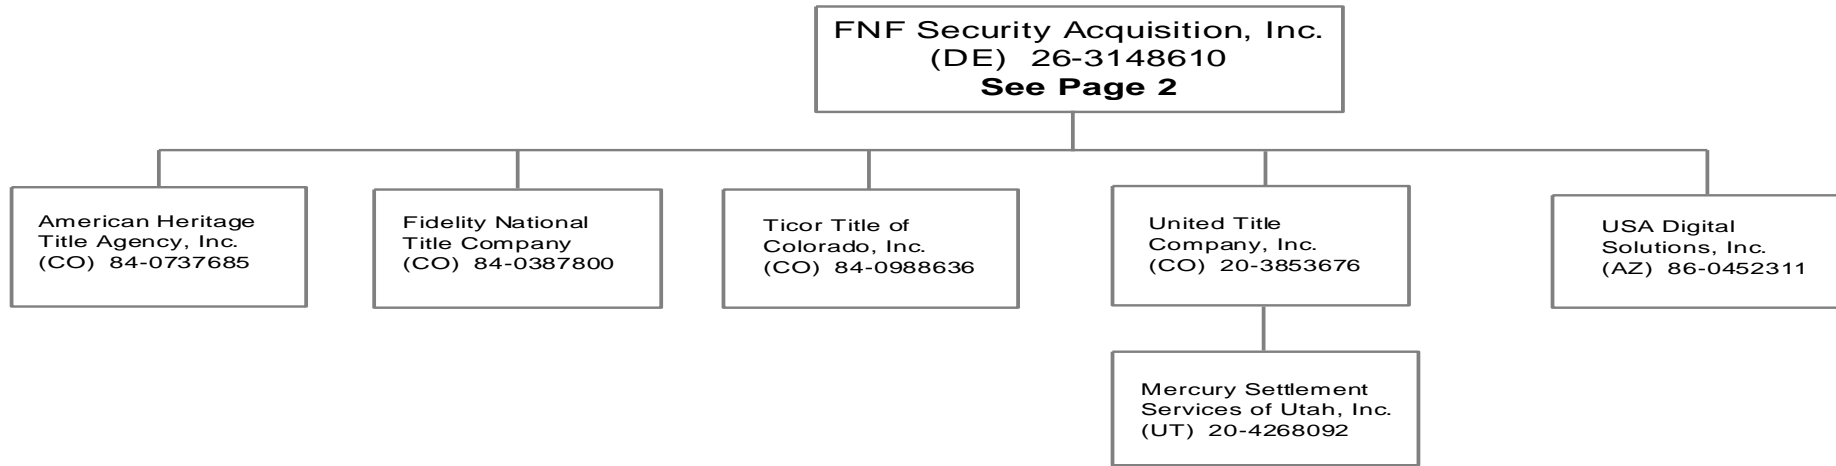 FNF Security Acquisition, Inc.
(DE) 26-3148610
See Page 2
American Heritage
Title Agency, Inc.
(CO) 84-0737685
Fidelity National
Title Company
(CO) 84-0387800
Ticor Title of
Colorado, Inc.
(CO) 84-0988636
United Title
Company, Inc.
(CO) 20-3853676
USA Digital
Solutions, Inc.
(AZ) 86-0452311
Mercury Settlement
Services of Utah, Inc.
(UT) 20-4268092